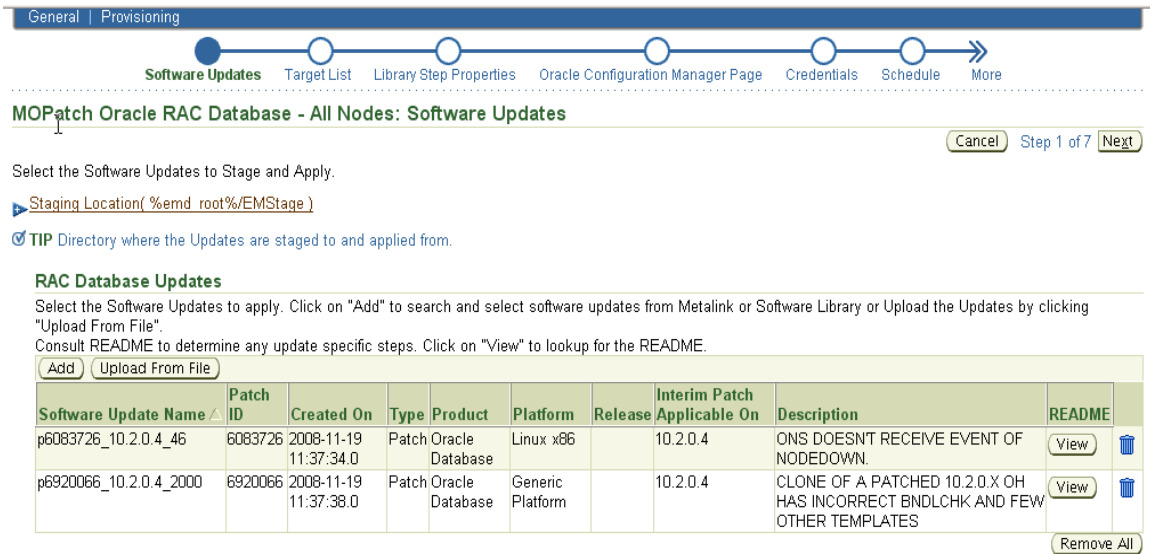 General | Provisioning
Software Updates Target List Library Step Properties Oracle Configuration Manager Page Credentials Schedule More
MOPatch Oracle RAC Database - All Nodes: Software Updates
Cancel Step 1 of 7 Next
Select the Software Updates to Stage and Apply.
Staging Location( %emd_root%/EMStage )
TIP Directory where the Updates are staged to and applied from.
RAC Database Updates
Select the Software Updates to apply. Click on "Add" to search and select software updates from Metalink or Software Library or Upload the Updates by clicking
"Upload From File".
Consult README to determine any update specific steps. Click on "View" to lookup for the README.
Add Upload From File
Software Update Name Patch ID Created On Type Product Platform Release Interim Patch Applicable On Description README
p6083726_10.2.0.4_46 6083726 2008-11-19 Patch Oracle Linux x86 10.2.0.4 ONS DOESN'T RECEIVE EVENT OF View
11:37:34.0 Database NODEDOWN.
p6920066_10.2.0.4_2000 6920066 2008-11-19 Patch Oracle Generic 10.2.0.4 CLONE OF A PATCHED 10.2.0.X OH View
11:37:38.0 Database Platform HAS INCORRECT BNDLCHK AND FEW
OTHER TEMPLATES
Remove All